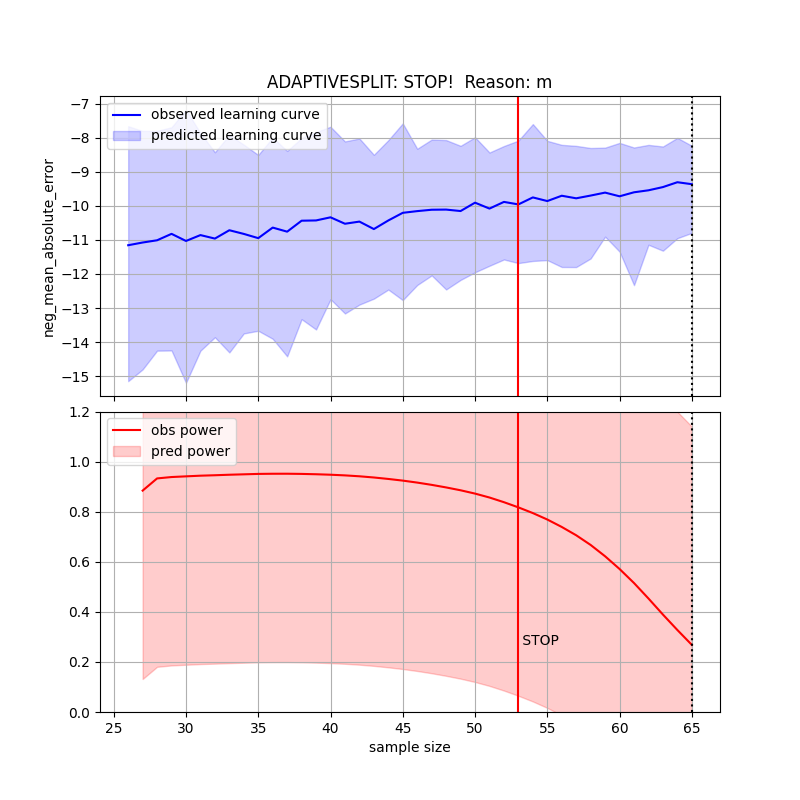 ADAPTIVESPLIT: STOP!  Reason: m
neg_mean_absolute_error
−7
−8
−9
−10
−11
−12
−13
−14
−15
observed learning curve
predicted learning curve
1.2
1.0
0.8
0.6
0.4
0.2
0.0
obs power
pred power
STOP
25 30 35 40 45 50 55 60 65
sample size